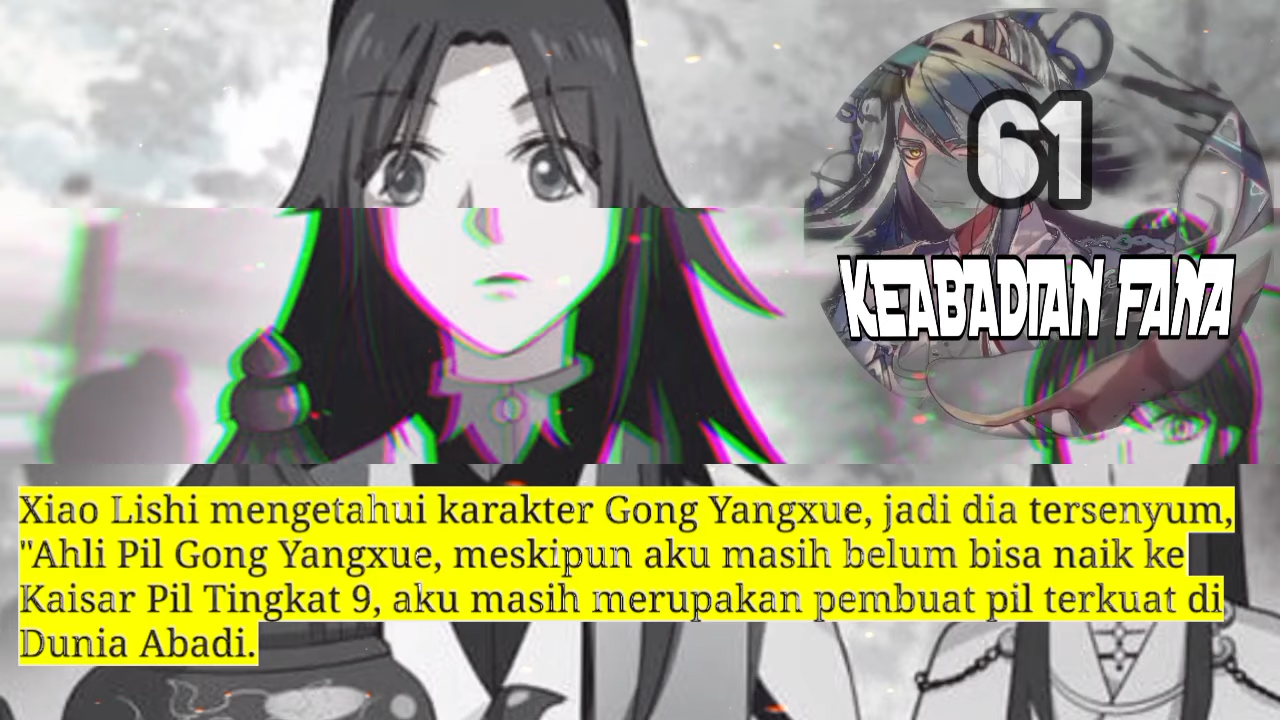 61
KEABADIAN FANA
Xiao Lishi mengetahui karakter Gong Yangxue, jadi dia tersenyum,
"Ahli Pil Gong Yangxue, meskipun aku masih belum bisa naik ke
Kaisar Pil Tingkat 9, aku masih merupakan pembuat pil terkuat di
Dunia Abadi.